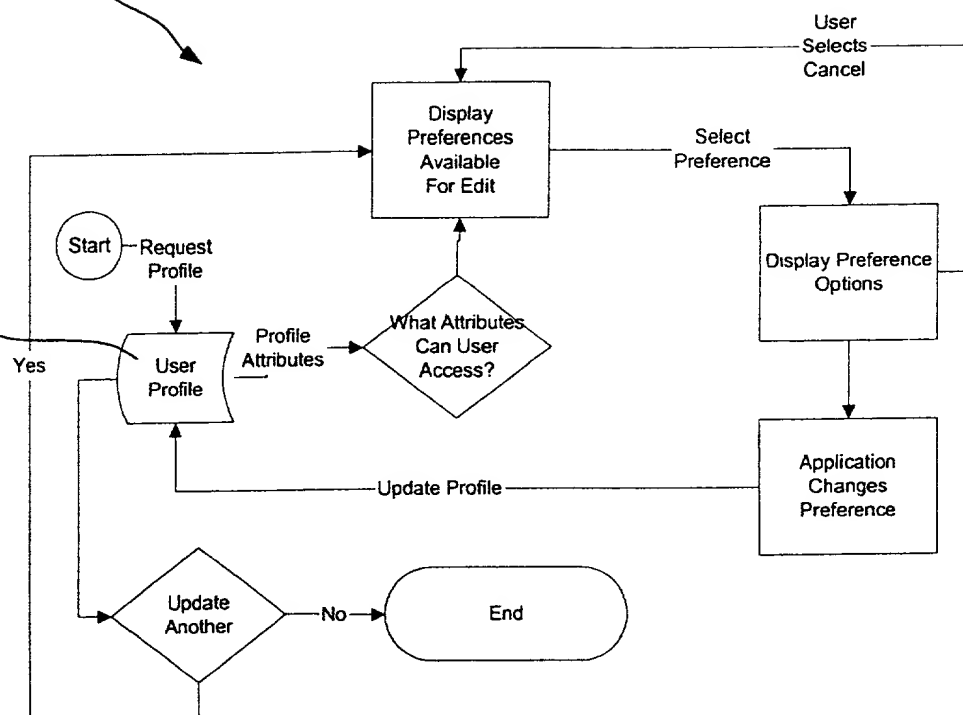 User
Selects
Cancel
Display
Preferences
Available
For Edit
Select
Preference
Start
Request
Profile
Display Preference
Options
What Attributes
Can User
Access?
Profile
Attributes
Yes
User
Profile
Application
Changes
Preference
Update Profile
Update
Another
No
End